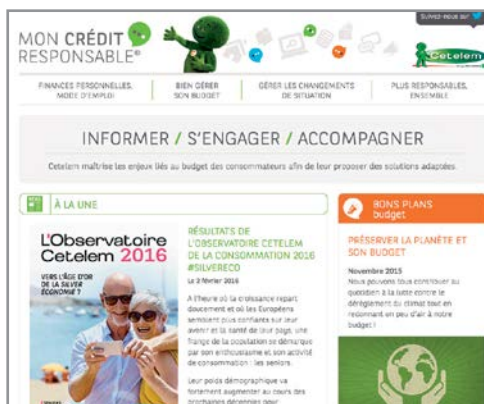 Suivez-nous sur
MON CRÉDIT
RESPONSABLE®
Cetelem
FINANCES PERSONNELLES,
MODE D'EMPLOI
BIEN GÉRER
SON BUDGET
GÉRER LES CHANGEMENTS
DE SITUATION
PLUS RESPONSABLES,
ENSEMBLE
INFORMER / S'ENGAGER / ACCOMPAGNER
Cetelem maîtrise les enjeux liés au budget des consommateurs afin de leur proposer des solutions adaptées.
À LA UNE
L'Observatoire
Cetelem 2016
VERS L'ÂGE D'OR
DE LA SILVER
ÉCONOMIE ?
RÉSULTATS DE
L'OBSERVATOIRE CETELEM
DE LA CONSOMMATION 2016
#SILVERECO
Le 3 février 2016
A l'heure où la croissance repart
doucement et où les Européens
semblent plus confiants sur leur
avenir et la santé de leur pays, une
frange de la population se démarque
par son enthousiasme et son activité
de consommation : les seniors.
Leur poids démographique va
fortement augmenter au cours des
prochaines décennies pour
BONS PLANS
budget
PRÉSERVER LA PLANÈTE ET
SON BUDGET
Novembre 2015
Nous pouvons tous contribuer au
quotidien à la lutte contre le
dérèglement du climat tout en
redonnant un peu d'air à notre
budget !